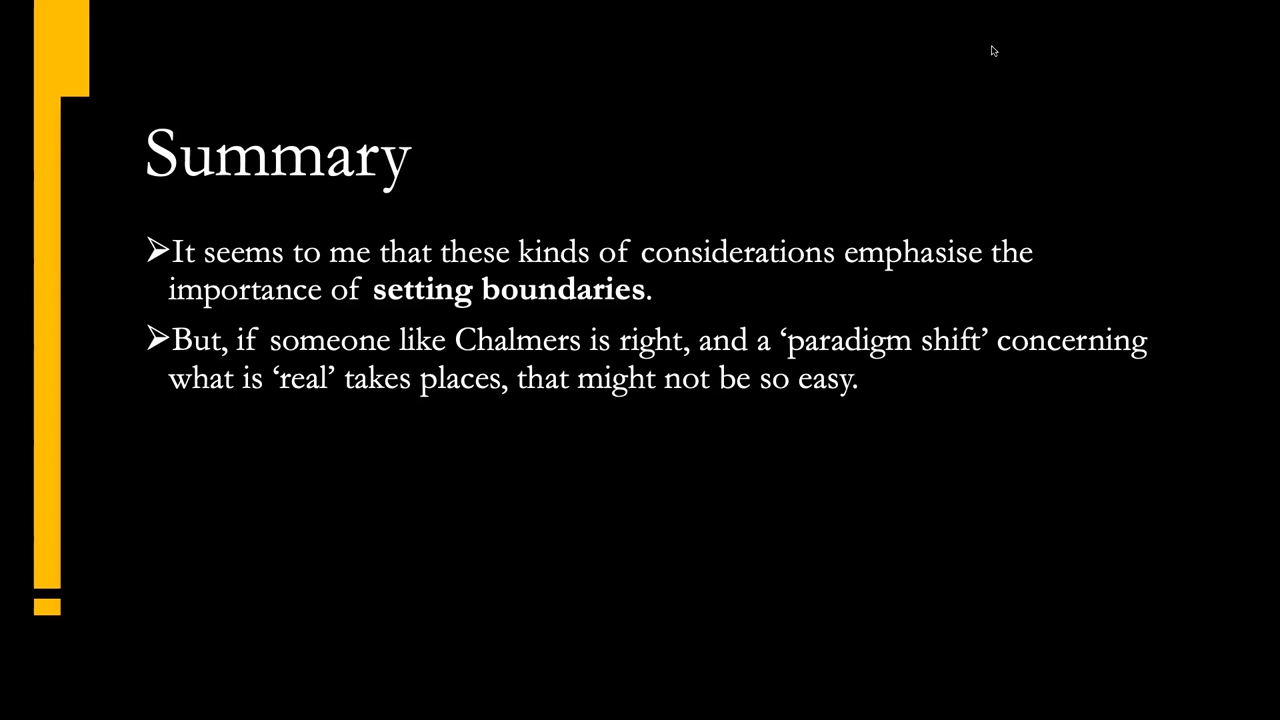 Summary
➢It seems to me that these kinds of considerations emphasise the
importance of setting boundaries.
➢But, if someone like Chalmers is right, and a ‘paradigm shift’ concerning
what is ‘real’ takes places, that might not be so easy.